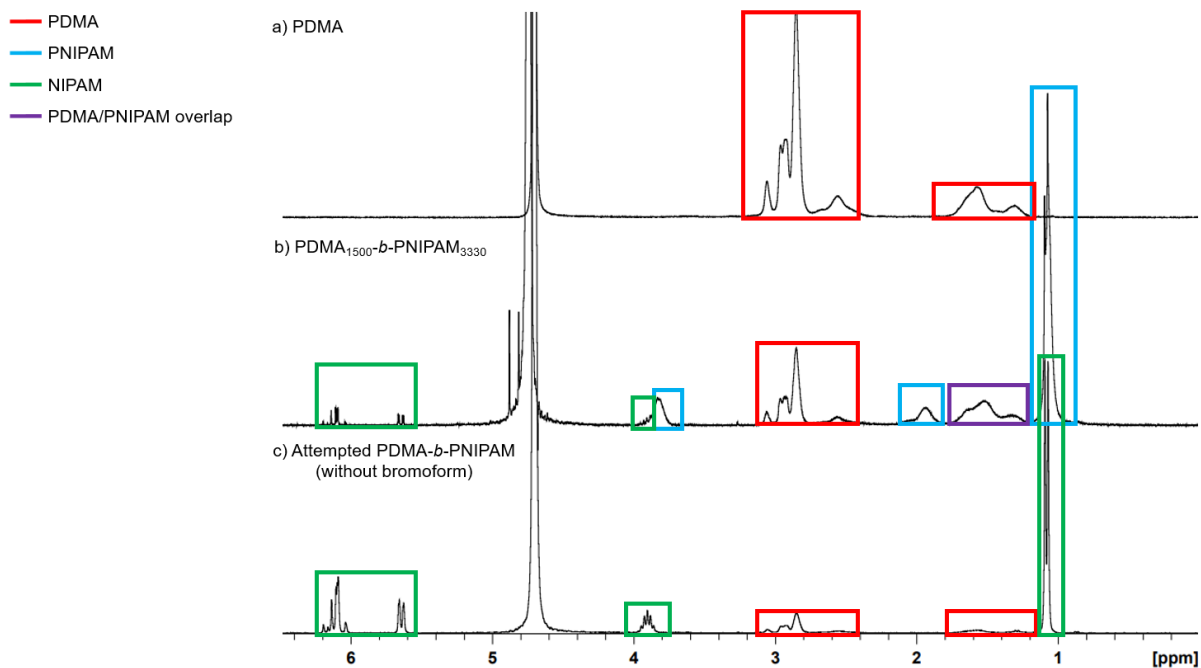 PDMA
PNIPAM
NIPAM
PDMA/PNIPAM overlap
a) PDMA
b) PDMA1500-b-PNIPAM3330
c) Attempted PDMA-b-PNIPAM
(without bromoform)
6 5 4 3 2 1 [ppm]